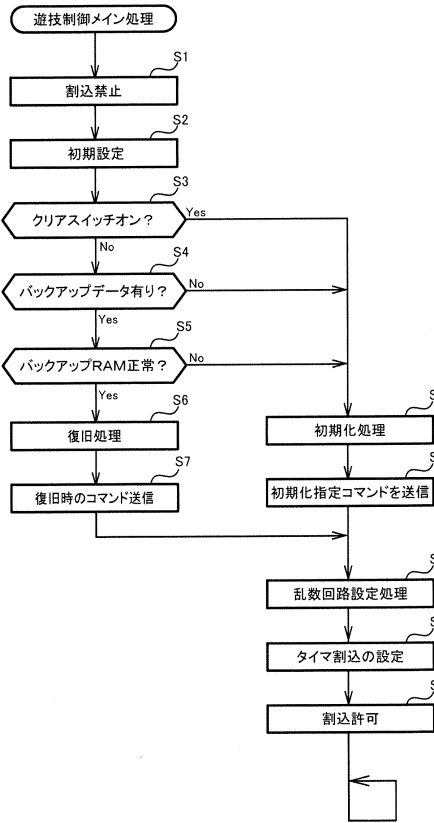 遊技制御メイン処理
S1
割込禁止
S2
初期設定
S3
クリアスイッチオン？
Yes
No
S4
バックアップデータ有り？
No
Yes
S5
バックアップRAM正常？
No
Yes
S6
復旧処理
S7
復旧時のコマンド送信
S
初期化処理
S
初期化指定コマンドを送信
S
乱数回路設定処理
S
タイマ割込の設定
S
割込許可